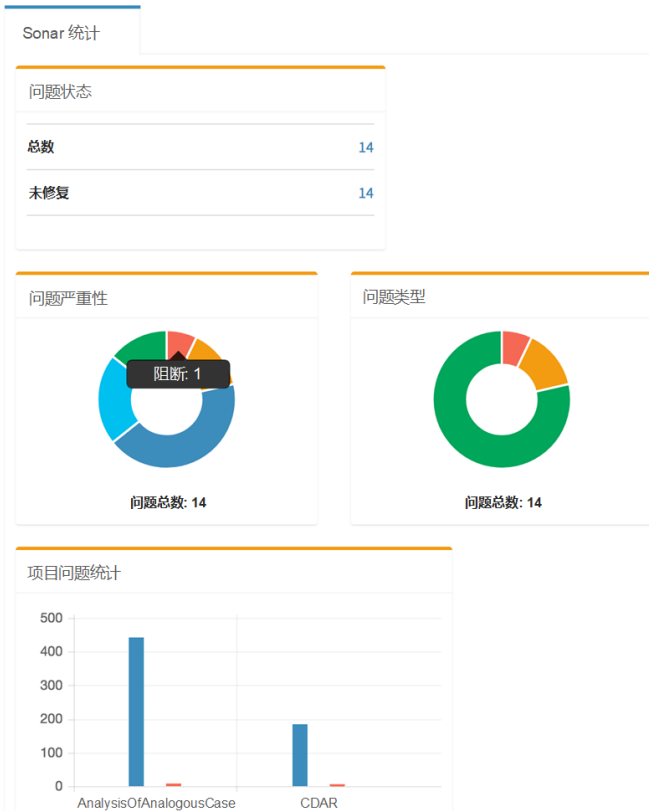 Sonar 统计
问题状态
总数 14
未修复 14
问题严重性
问题类型
阻断: 1
问题总数: 14
问题总数: 14
项目问题统计
500
400
300
200
100
0
AnalysisOfAnalogousCase CDAR